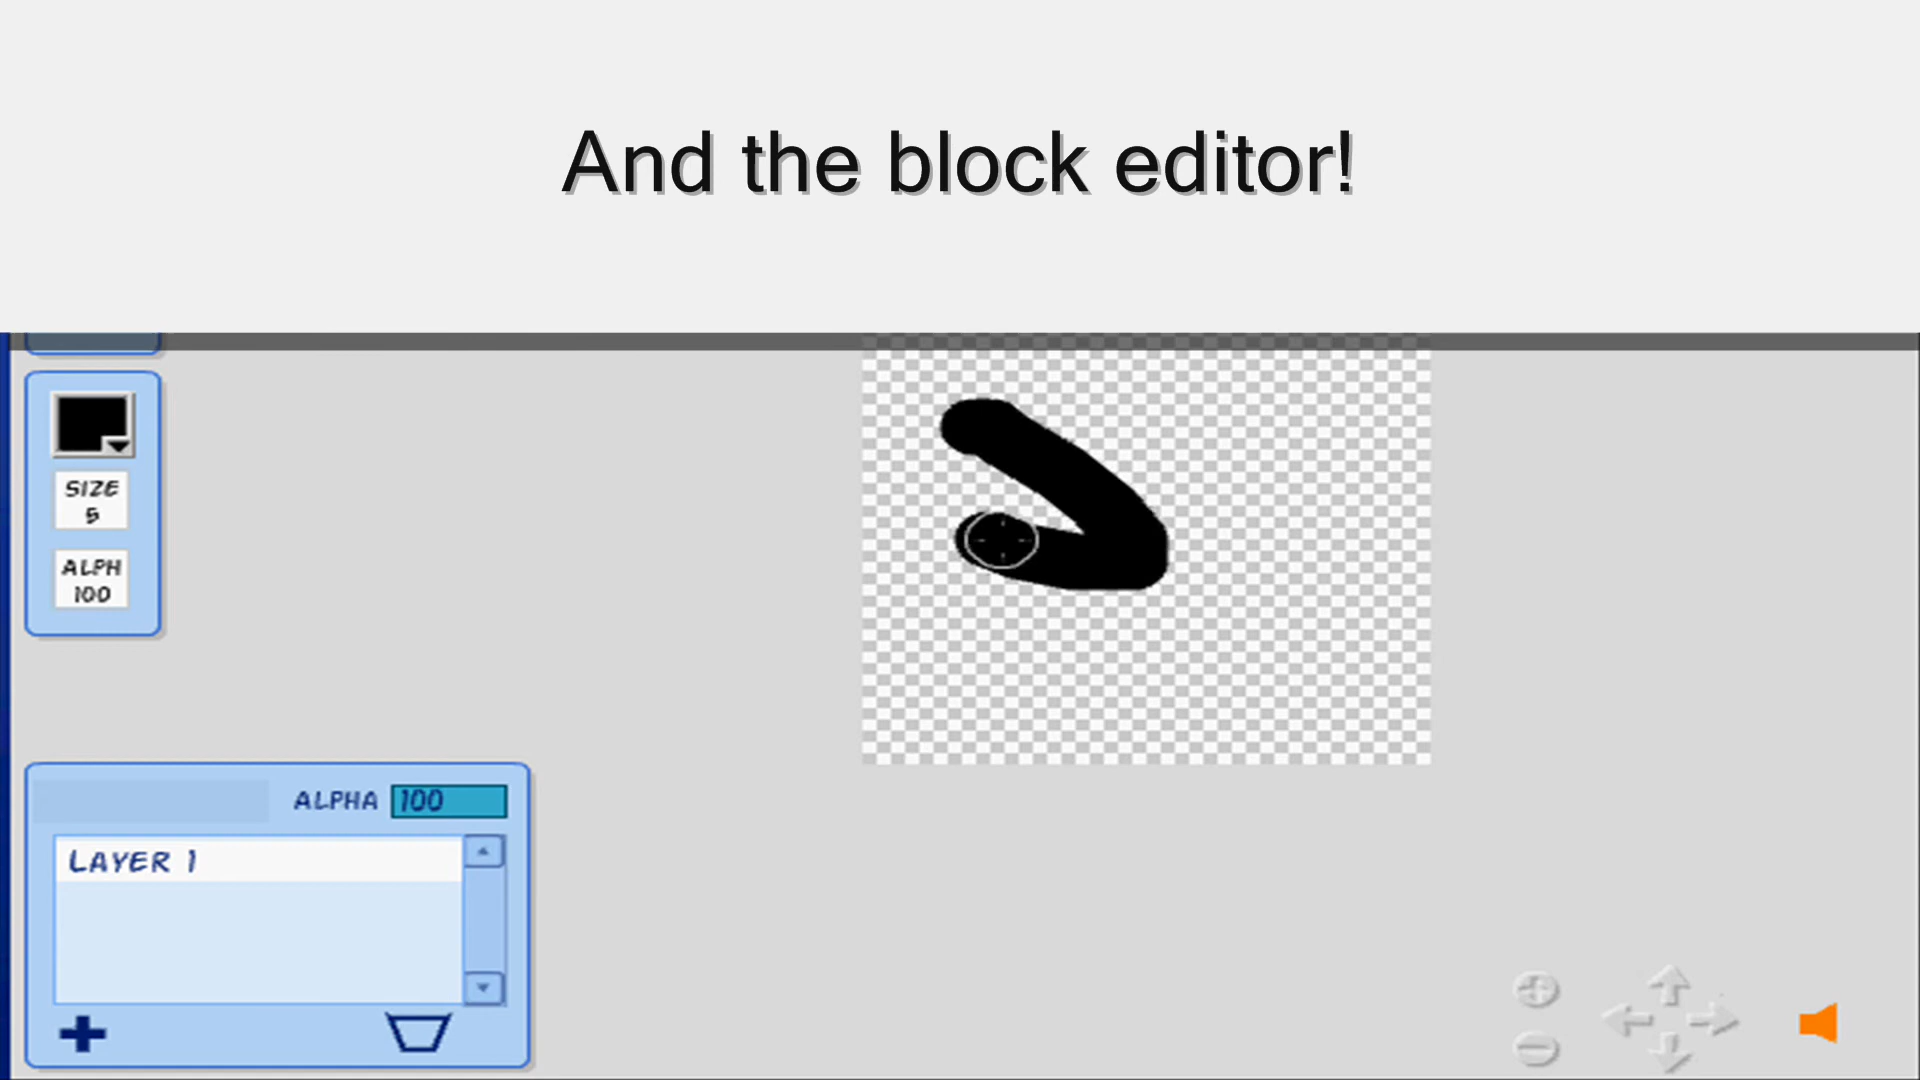 And the block editor!
SIZE
5
ALPH
100
ALPHA 100
LAYER 1